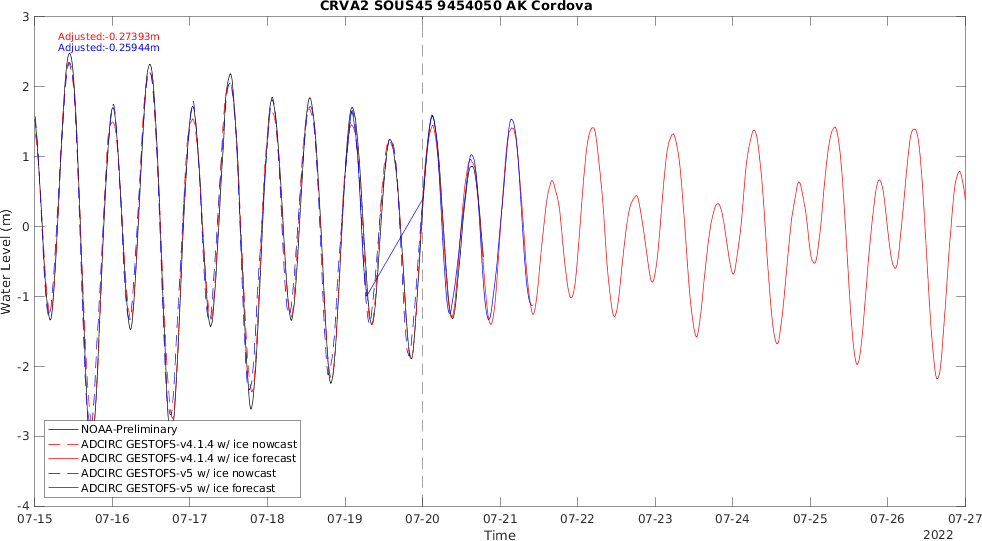 CRVA2 SOUS45 9454050 AK Cordova
Adjusted:-0.27393m
Adjusted:-0.25944m
3
2
1
0
-1
-2
-3
-4
Water Level (m)
NOAA-Preliminary
ADCIRC GESTOFS-v4.1.4 w/ ice nowcast
ADCIRC GESTOFS-v4.1.4 w/ ice forecast
ADCIRC GESTOFS-v5 w/ ice nowcast
ADCIRC GESTOFS-v5 w/ ice forecast
07-15 07-16 07-17 07-18 07-19 07-20 07-21 07-22 07-23 07-24 07-25 07-26 07-27
Time
2022